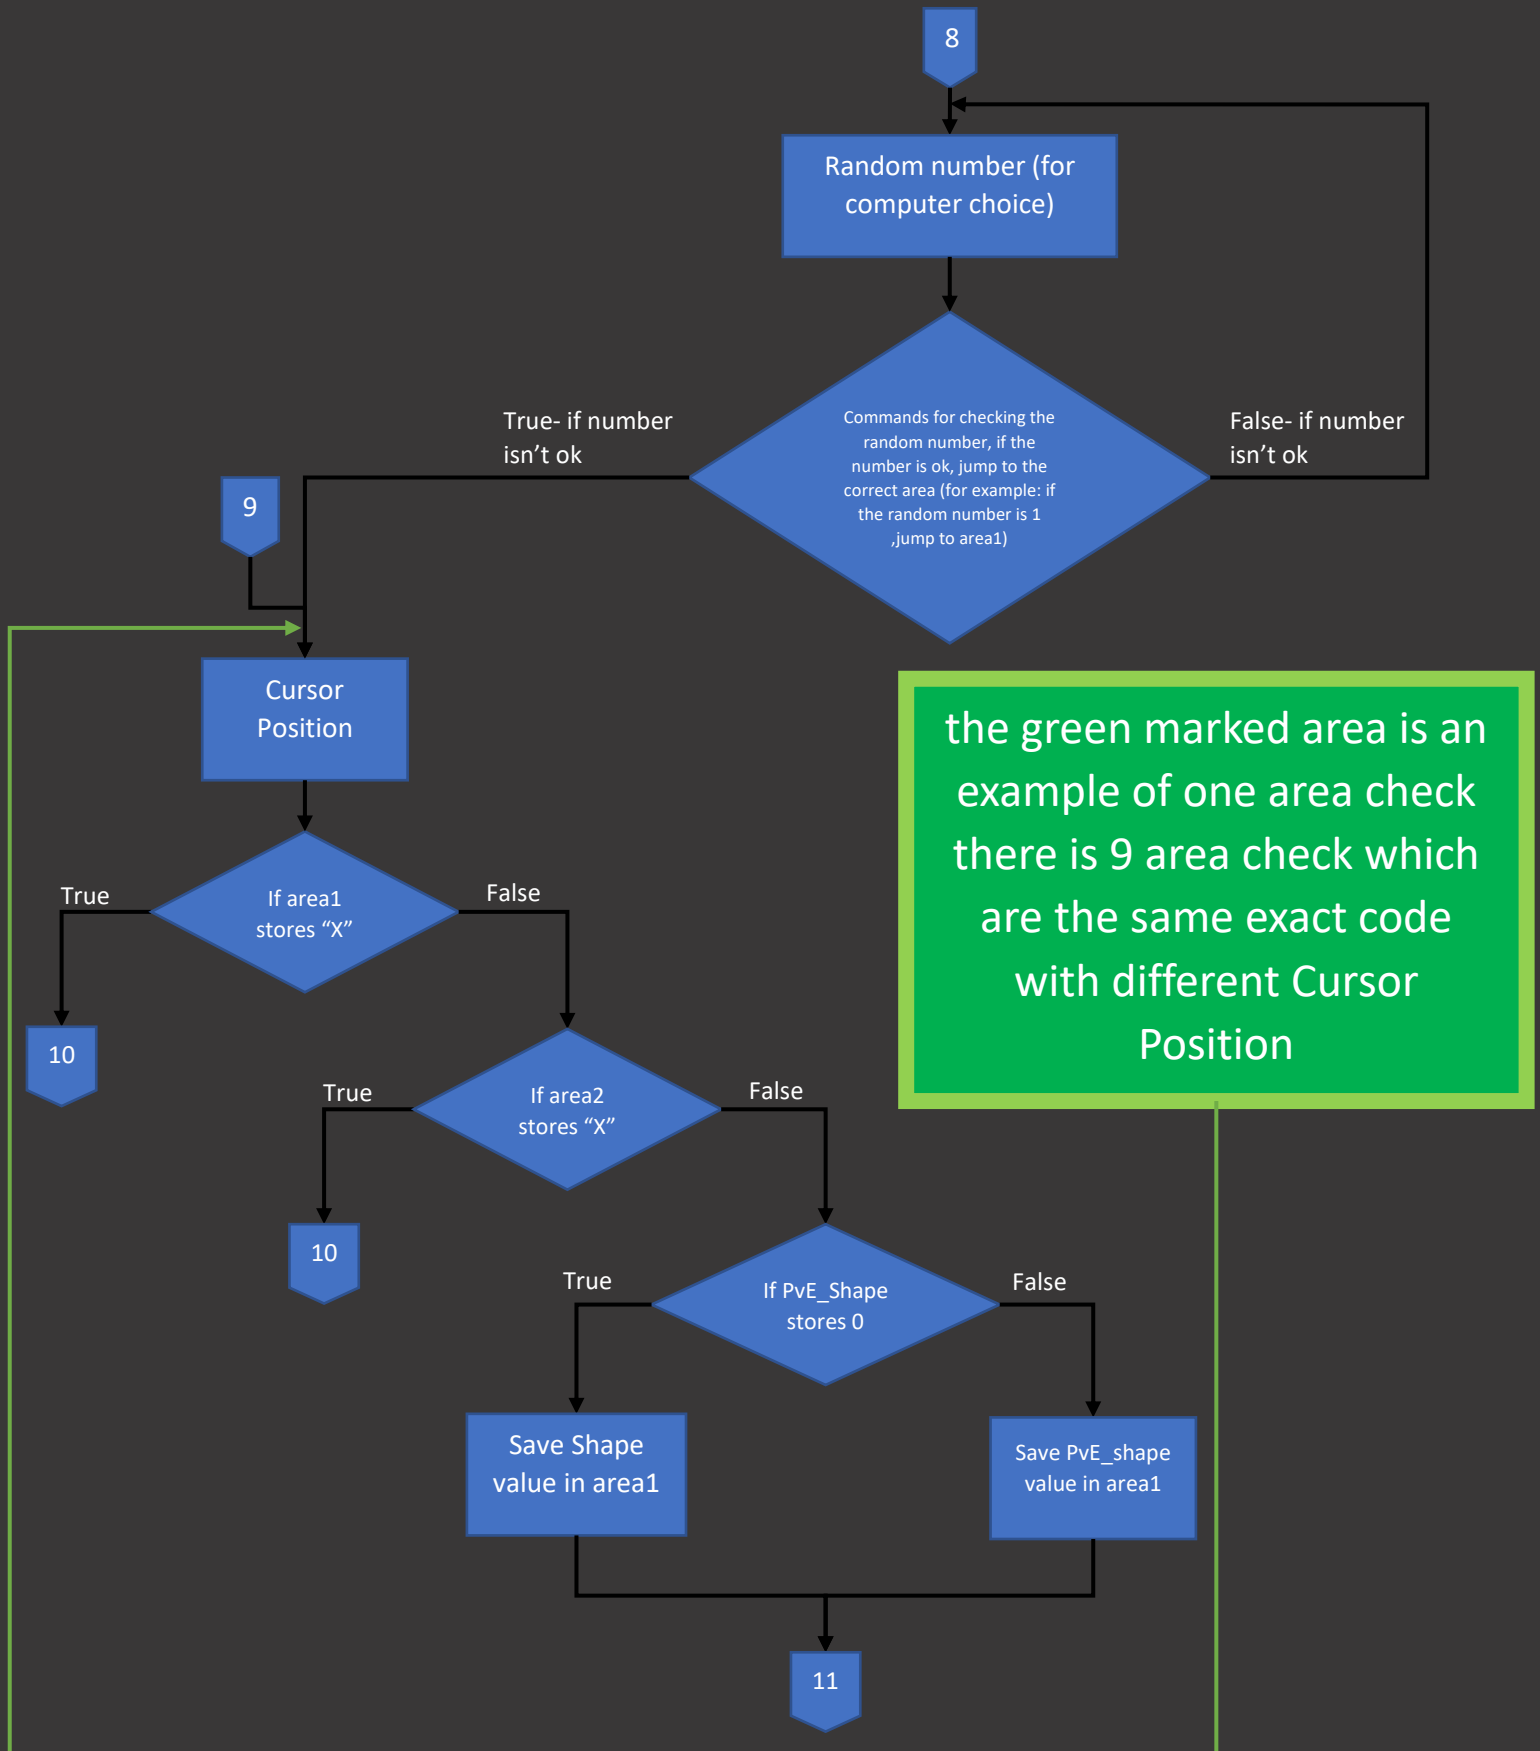 8
Random number (for
computer choice)
Commands for checking the
random number, if the
number is ok, jump to the
correct area (for example: if
the random number is 1
,jump to area1)
True- if number
isn’t ok
False- if number
isn’t ok
9
Cursor
Position
the green marked area is an
example of one area check
there is 9 area check which
are the same exact code
with different Cursor
Position
If area1
stores “X”
True
False
10
If area2
stores “X”
True
False
10
If PvE_Shape
stores 0
True
False
Save Shape
value in area1
Save PvE_shape
value in area1
11